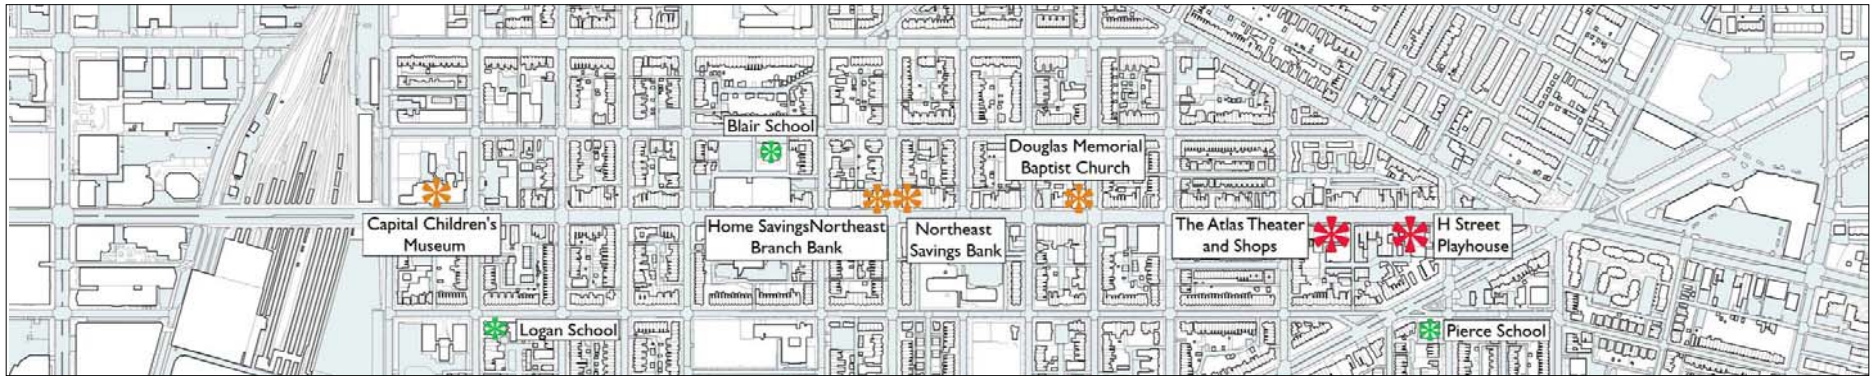 Blair School
Douglas Memorial
Baptist Church
Capital Children's
Museum
Home SavingsNortheast
Branch Bank
Northeast
Savings Bank
The Atlas Theater
and Shops
H Street
Playhouse
Logan School
Pierce School